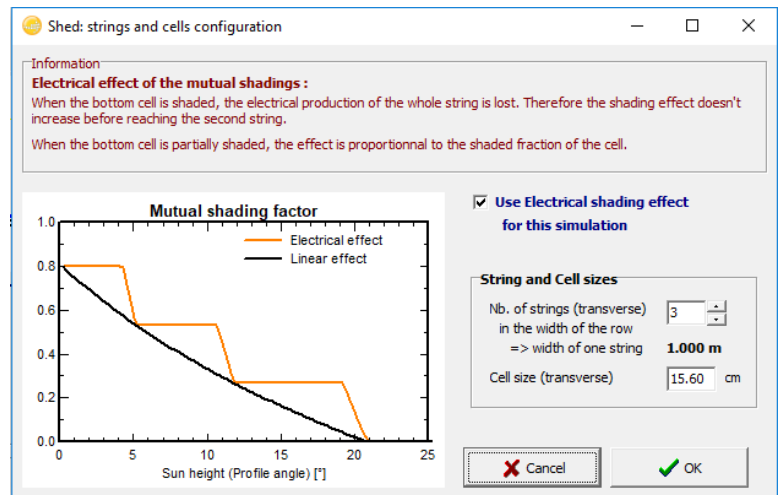 Shed: strings and cells configuration
Information
Electrical effect of the mutual shadings :
When the bottom cell is shaded, the electrical production of the whole string is lost. Therefore the shading effect doesn't
increase before reaching the second string.
When the bottom cell is partially shaded, the effect is proportionnal to the shaded fraction of the cell.
Mutual shading factor
1.0
0.8
0.6
0.4
0.2
0.0
Electrical effect
Linear effect
0 5 10 15 20 25
Sun height (Profile angle) [°]
Use Electrical shading effect
for this simulation
String and Cell sizes
Nb. of strings (transverse) 3
in the width of the row
=> width of one string 1.000 m
Cell size (transverse) 15.60 cm
Cancel OK